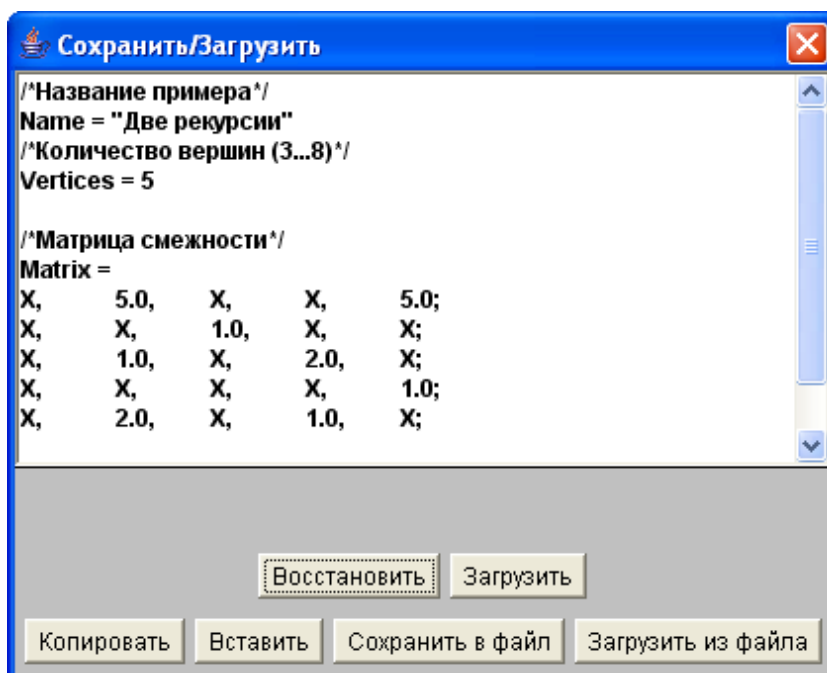 Сохранить/Загрузить
/*Название примера*/
Name = "Две рекурсии"
/*Количество вершин (3...8)*/
Vertices = 5
/*Матрица смежности*/
Matrix =
X, 5.0, X, X, 5.0;
X, X, 1.0, X, X;
X, 1.0, X, 2.0, X;
X, X, X, X, 1.0;
X, 2.0, X, 1.0, X;
Восстановить Загрузить
Копировать Вставить Сохранить в файл Загрузить из файла